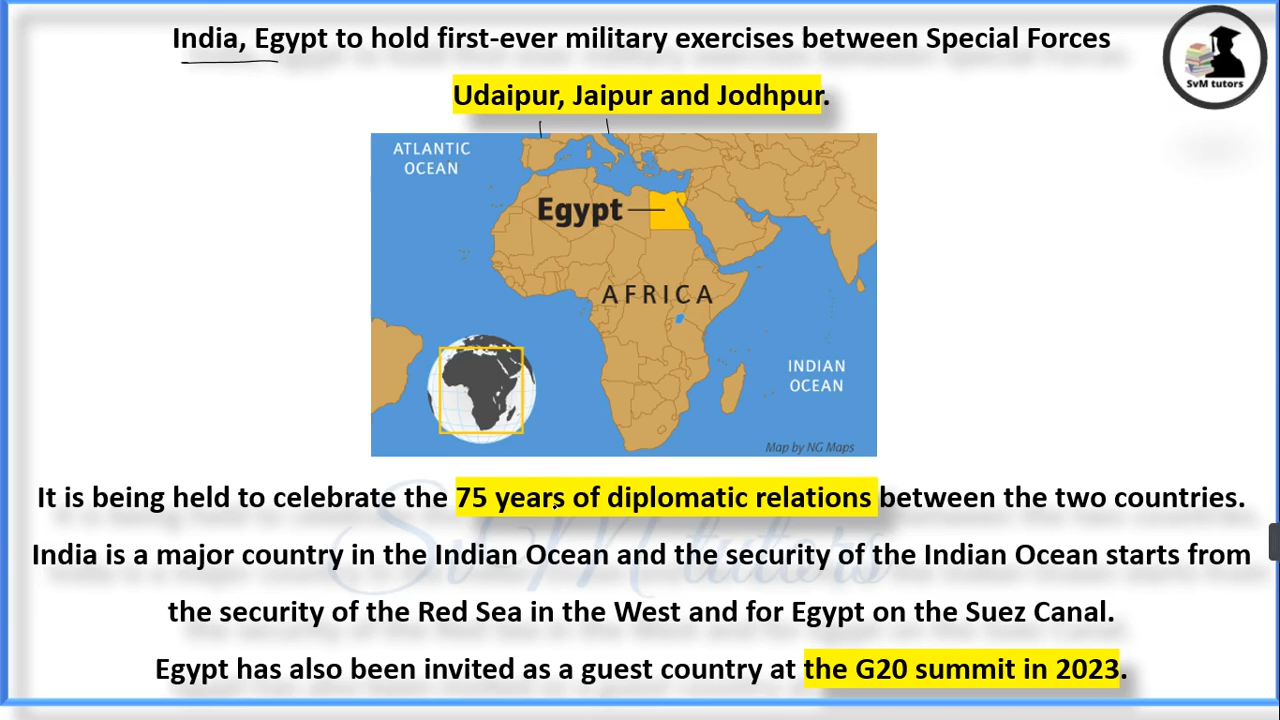 India, Egypt to hold first-ever military exercises between Special Forces
SvM tutors
Udaipur, Jaipur and Jodhpur.
ATLANTIC
OCEAN
Egypt
AFRICA
INDIAN
OCEAN
Map by NG Maps
It is being held to celebrate the 75 years of diplomatic relations between the two countries.
SvM tutors
India is a major country in the Indian Ocean and the security of the Indian Ocean starts from
the security of the Red Sea in the West and for Egypt on the Suez Canal.
Egypt has also been invited as a guest country at the G20 summit in 2023.